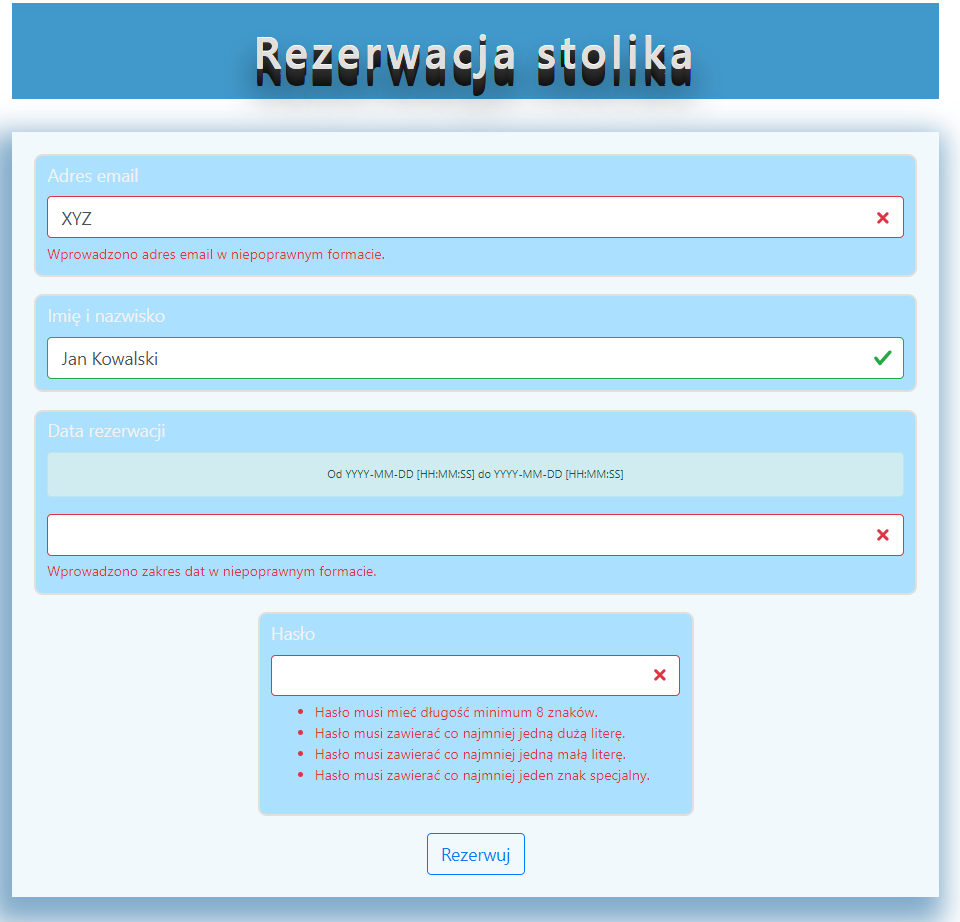 Rezerwacja stolika
Adres email
XYZ
Wprowadzono adres email w niepoprawnym formacie.
Imię i nazwisko
Jan Kowalski
Data rezerwacji
Od YYYY-MM-DD [HH:MM:SS] do YYYY-MM-DD [HH:MM:SS]
Wprowadzono zakres dat w niepoprawnym formacie.
Hasło
• Hasło musi mieć długość minimum 8 znaków.
• Hasło musi zawierać co najmniej jedną dużą literę.
• Hasło musi zawierać co najmniej jedną małą literę.
• Hasło musi zawierać co najmniej jeden znak specjalny.
Rezerwuj